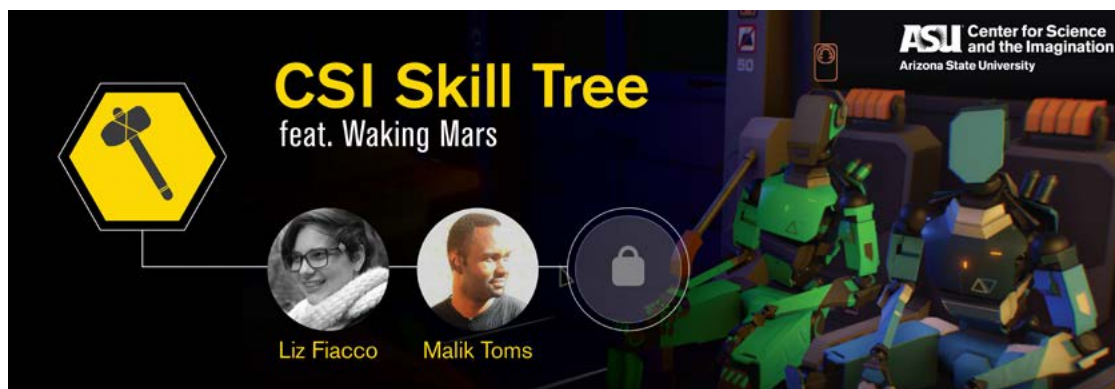 CSI Skill Tree
feat. Waking Mars
Liz Fiacco
Malik Toms
50
ASU Center for Science
and the Imagination
Arizona State University